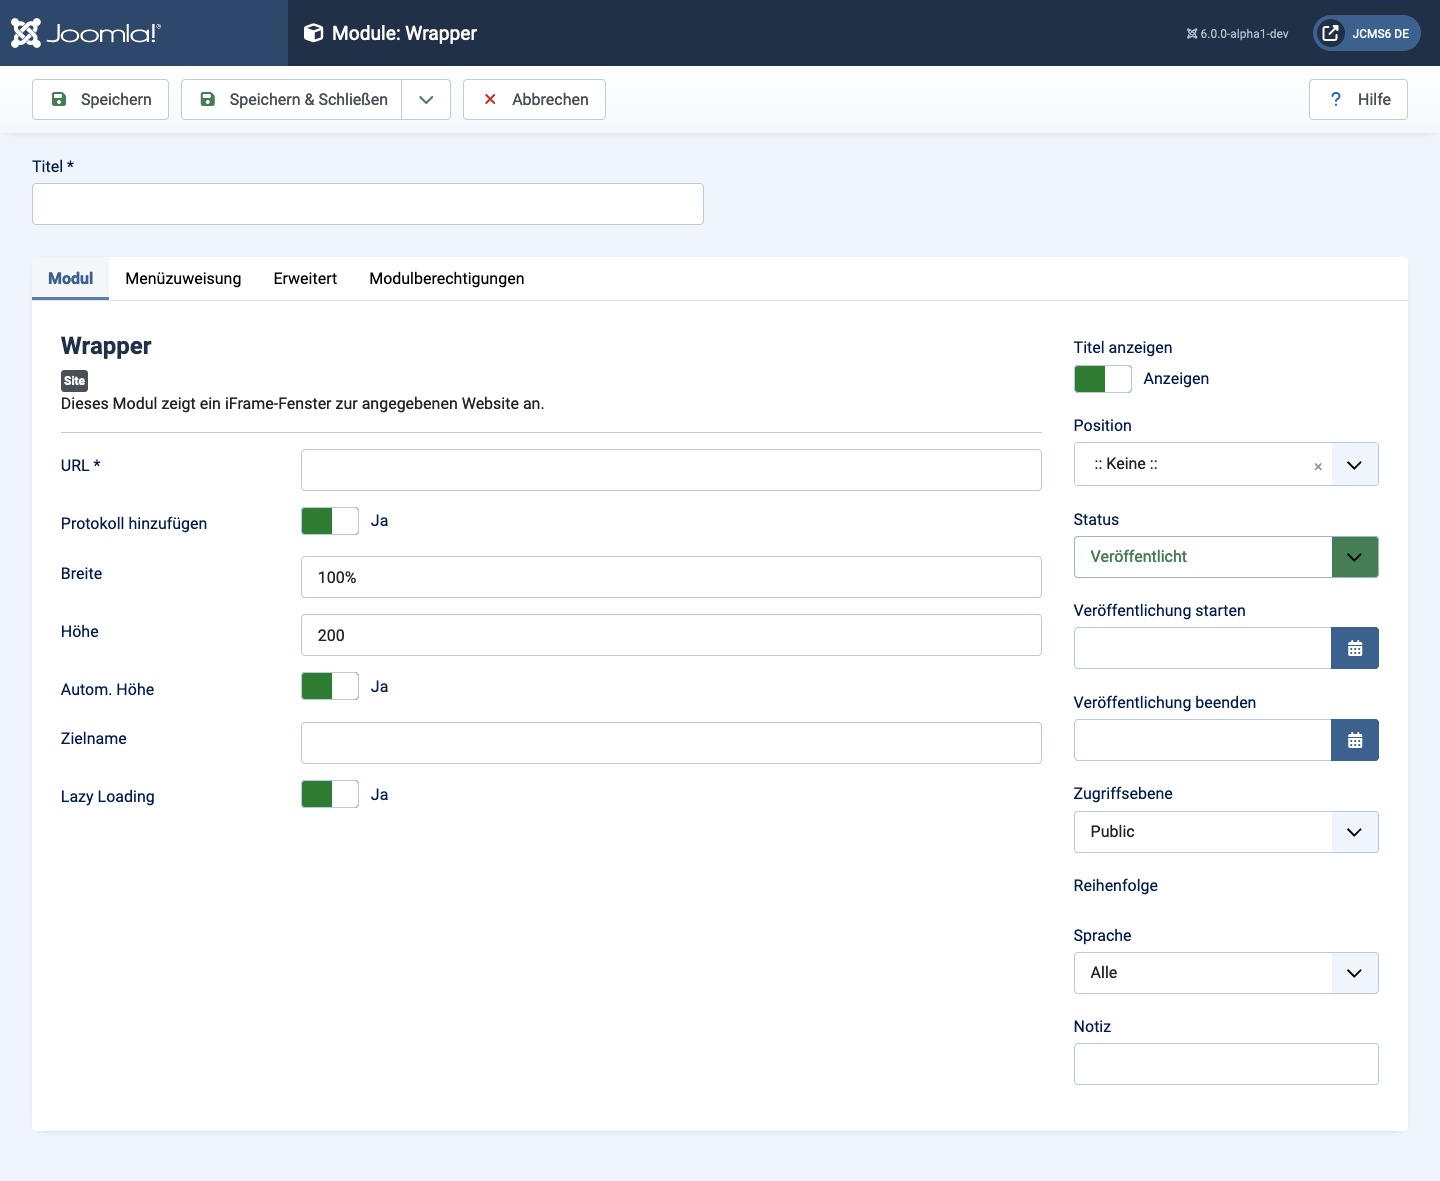 Joomla!®
Module: Wrapper
6.0.0-alpha1-dev
JCMS6 DE
Speichern
Speichern & Schließen
Abbrechen
? Hilfe
Titel *
Modul
Menüzuweisung
Erweitert
Modulberechtigungen
Wrapper
Site
Dieses Modul zeigt ein iFrame-Fenster zur angegebenen Website an.
URL *
Protokoll hinzufügen
Ja
Breite
100%
Höhe
200
Autom. Höhe
Ja
Zielname
Lazy Loading
Ja
Titel anzeigen
Anzeigen
Position
:: Keine ::
×
Status
Veröffentlicht
Veröffentlichung starten
Veröffentlichung beenden
Zugriffsebene
Public
Reihenfolge
Sprache
Alle
Notiz